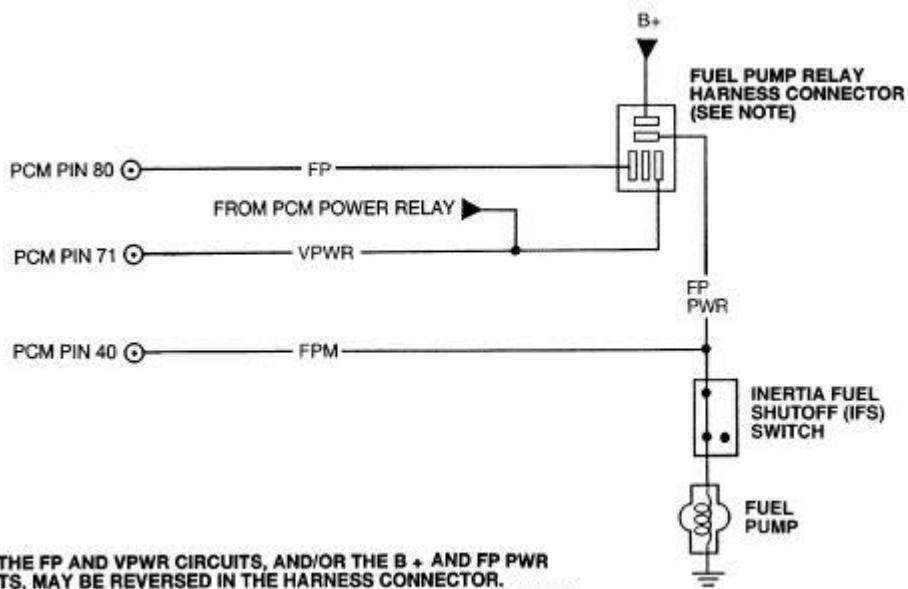 B+
FUEL PUMP RELAY
HARNESS CONNECTOR
(SEE NOTE)
PCM PIN 80
FP
FROM PCM POWER RELAY
PCM PIN 71
VPWR
FP
PWR
PCM PIN 40
FPM
INERTIA FUEL
SHUTOFF (IFS)
SWITCH
FUEL
PUMP
THE FP AND VPWR CIRCUITS, AND/OR THE B + AND FP PWR
TS, MAY BE REVERSED IN THE HARNESS CONNECTOR.